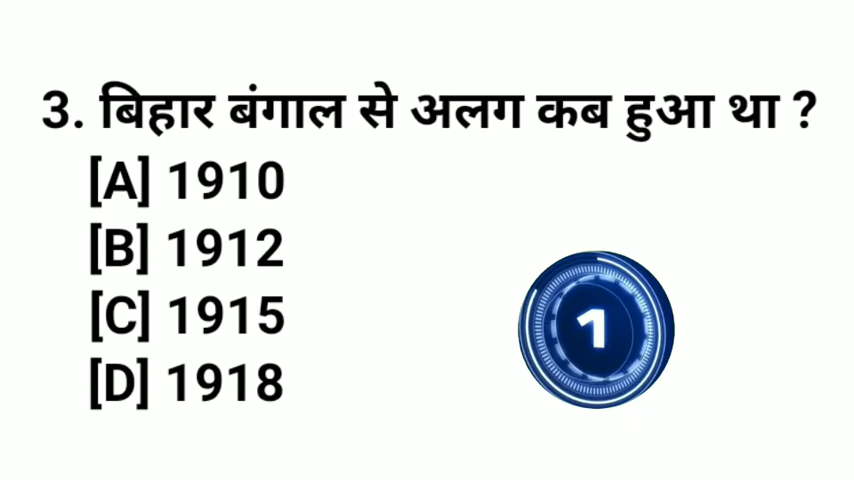 3. बिहार बंगाल से अलग कब हुआ था ?
[A] 1910
[B] 1912
[C] 1915
[D] 1918
1